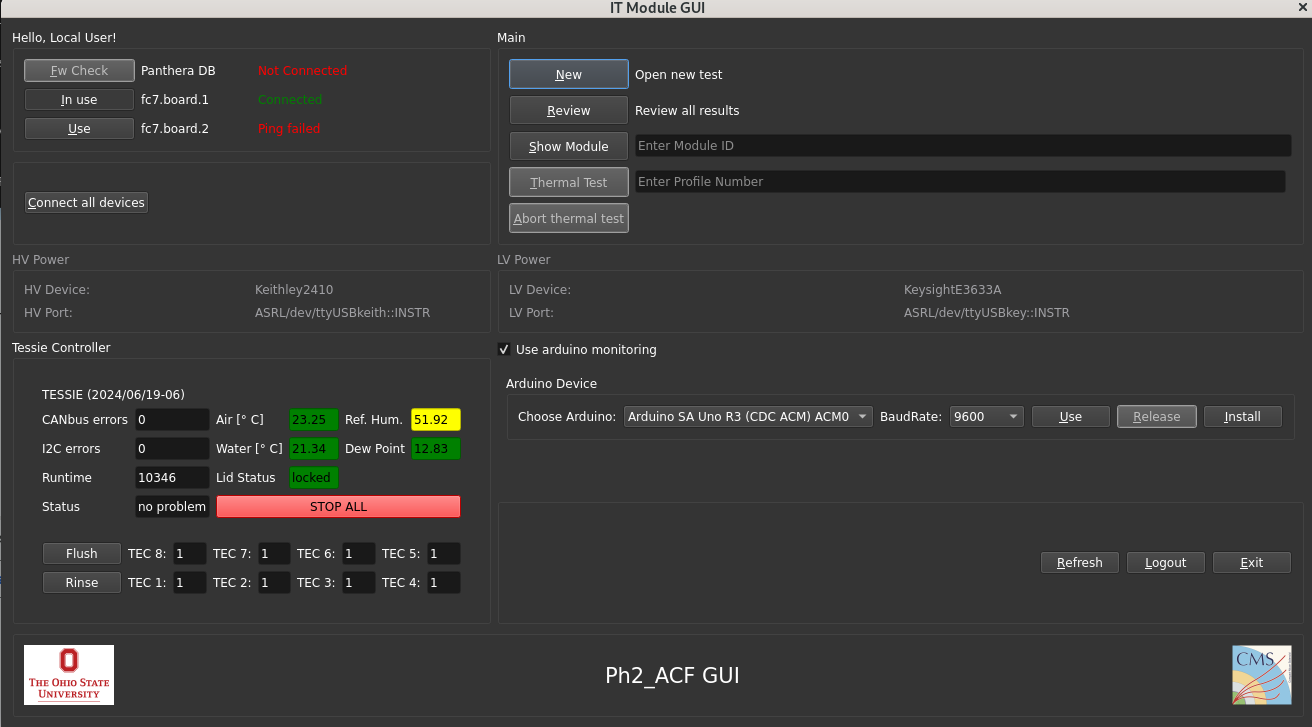 IT Module GUI
Hello, Local User!
Fw Check Panthera DB Not Connected
In use fc7.board.1 Connected
Use fc7.board.2 Ping failed
Connect all devices
Main
New Open new test
Review Review all results
Show Module Enter Module ID
Thermal Test Enter Profile Number
Abort thermal test
HV Power
HV Device: Keithley2410
HV Port: ASRL/dev/ttyUSBkeith::INSTR
LV Power
LV Device: KeysightE3633A
LV Port: ASRL/dev/ttyUSBkey::INSTR
Tessie Controller
TESSIE (2024/06/19-06)
CANbus errors 0 Air [° C] 23.25 Ref. Hum. 51.92
I2C errors 0 Water [° C] 21.34 Dew Point 12.83
Runtime 10346 Lid Status locked
Status no problem STOP ALL
Flush TEC 8: 1 TEC 7: 1 TEC 6: 1 TEC 5: 1
Rinse TEC 1: 1 TEC 2: 1 TEC 3: 1 TEC 4: 1
Use arduino monitoring
Arduino Device
Choose Arduino: Arduino SA Uno R3 (CDC ACM) ACM0 BaudRate: 9600 Use Release Install
Refresh Logout Exit
THE OHIO STATE
UNIVERSITY
Ph2_ACF GUI
CMS